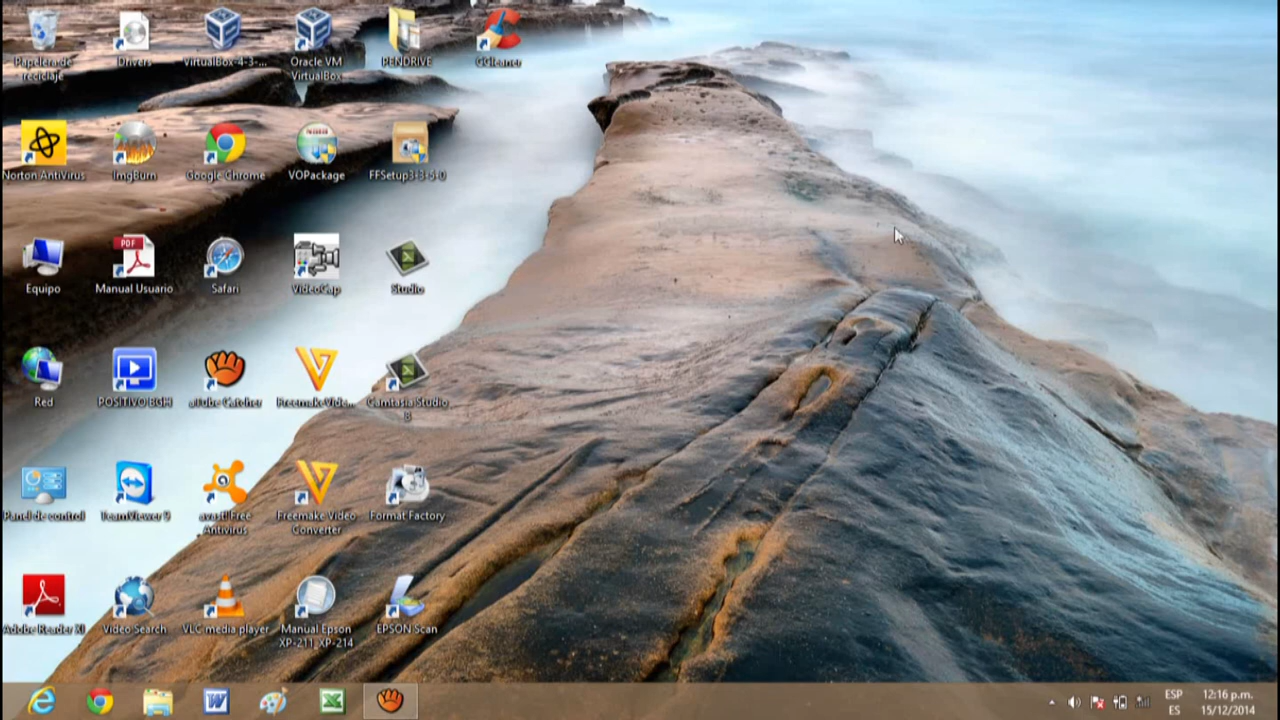 Papelera de
reciclaje
Drivers
VirtualBox-4-3-...
Oracle VM
VirtualBox
PENDRIVE
CCleaner
Norton AntiVirus
ImgBurn
Google Chrome
VOPackage
FFSetup3-3-5-0
Equipo
PDF
Manual Usuario
Safari
VideoCap
Studio
Red
POSITIVO BGH
aTube Catcher
Freemake Vide...
Camtasia Studio
8
Panel de control
TeamViewer 9
avast! Free
Antivirus
Freemake Video
Converter
Format Factory
Adobe Reader XI
Video Search
VLC media player
Manual Epson
XP-211_XP-214
EPSON Scan
ESP
ES
12:16 p.m.
15/12/2014